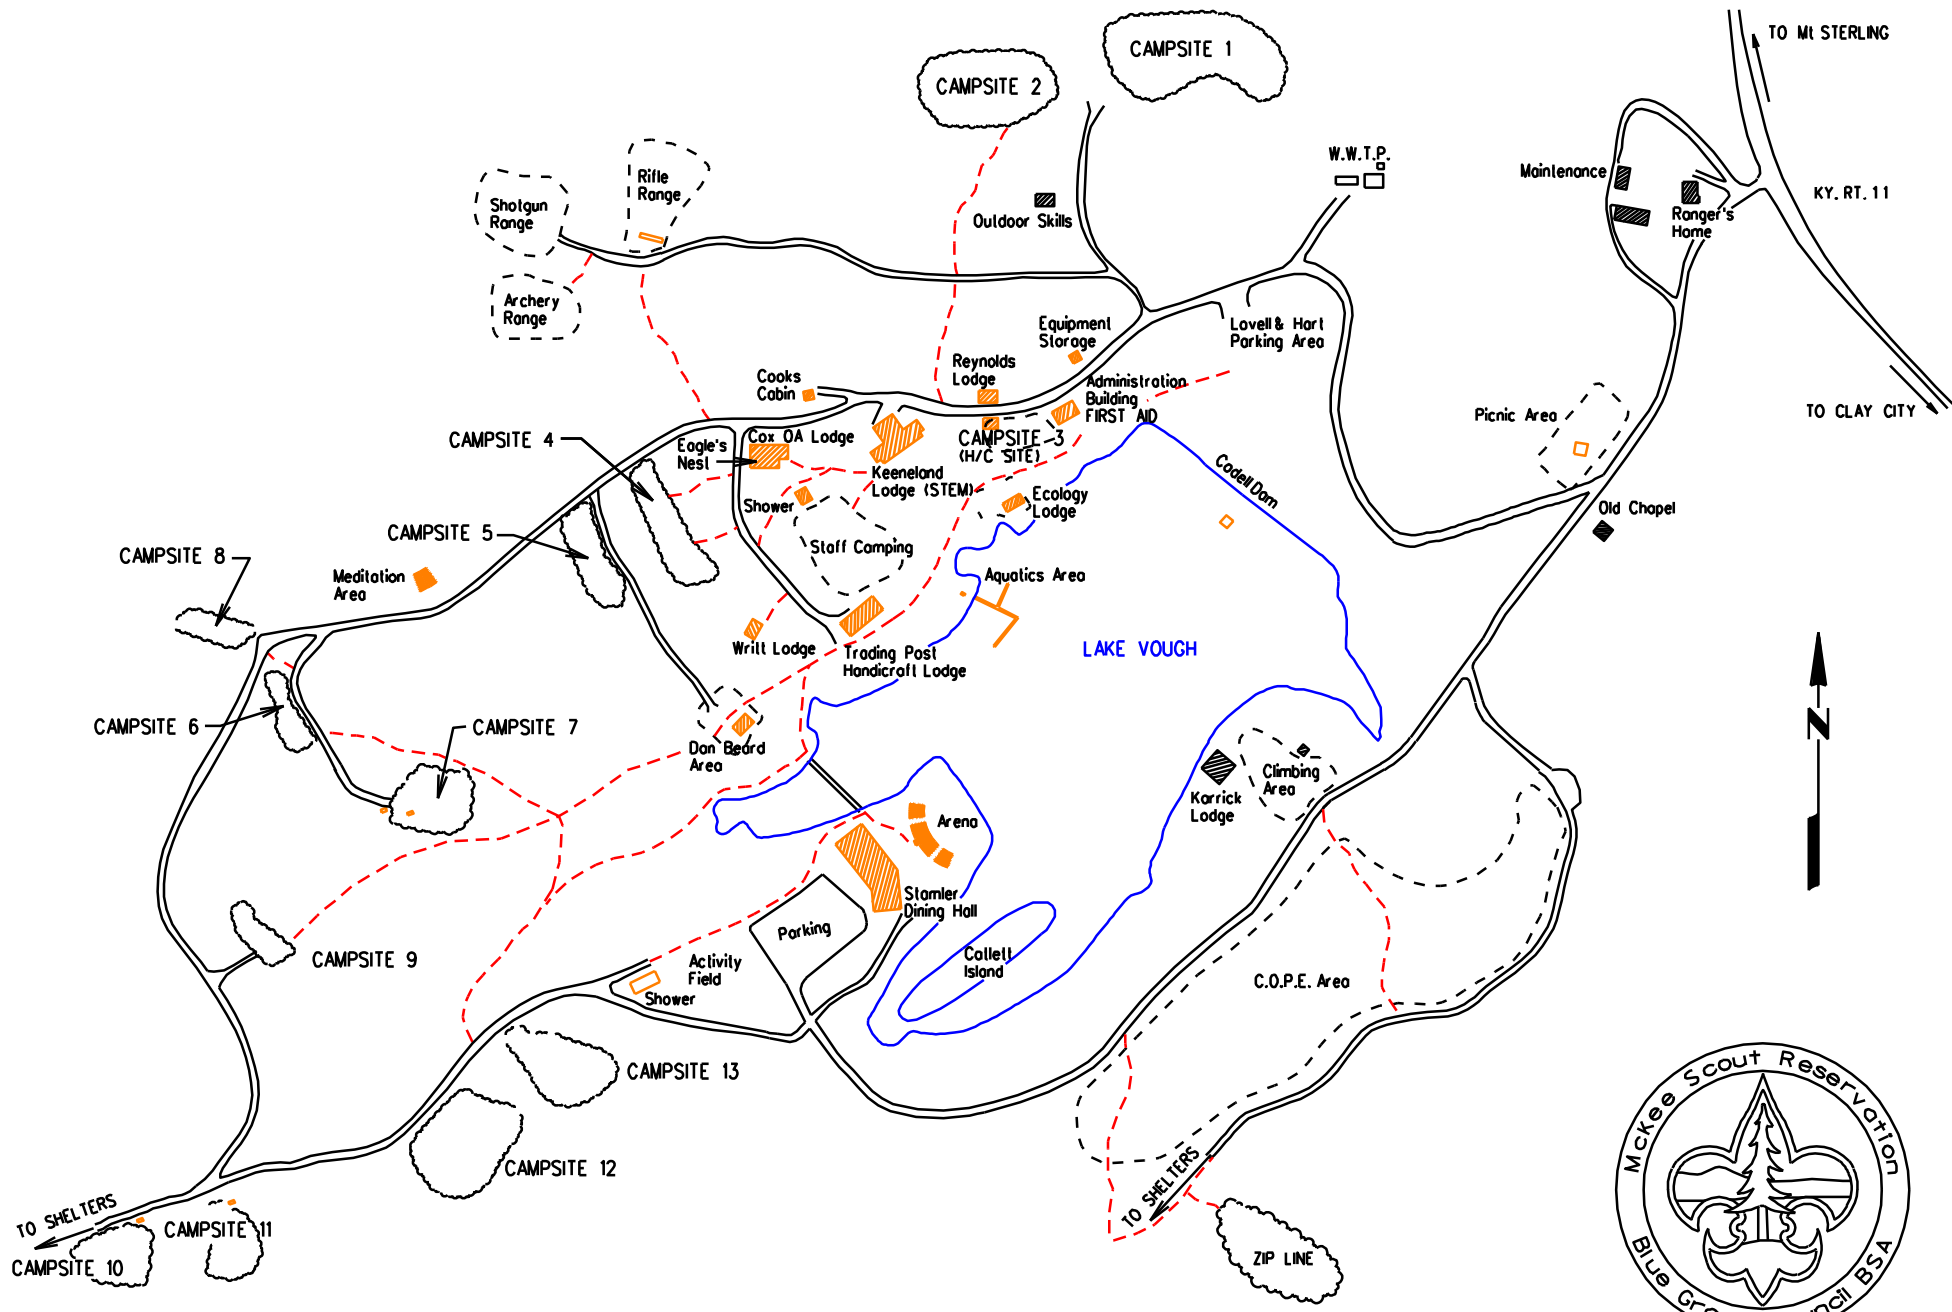 CAMPSITE 1
CAMPSITE 2
TO Mt STERLING
KY. RT. 11
TO CLAY CITY
W.W.T.P.
Maintenance
Ranger's
Home
Rifle
Range
Shotgun
Range
Archery
Range
Outdoor Skills
Equipment
Storage
Lovell & Hart
Parking Area
Reynolds
Lodge
Cooks
Cabin
Administration
Building
FIRST AID
Picnic Area
CAMPSITE 3
(H/C SITE)
CAMPSITE 4
Eagle's
Nest
Cox OA Lodge
Keeneland
Lodge (STEM)
Codell Dam
Shower
Ecology
Lodge
Old Chapel
CAMPSITE 5
Staff Camping
CAMPSITE 8
Meditation
Area
Aquatics Area
Writt Lodge
Trading Post
Handicraft Lodge
LAKE VOUGH
CAMPSITE 6
CAMPSITE 7
Dan Beard
Area
N
Climbing
Area
Karrick
Lodge
Arena
Stamler
Dining Hall
Parking
CAMPSITE 9
Activity
Field
Shower
Collett
Island
C.O.P.E. Area
CAMPSITE 13
CAMPSITE 12
TO SHELTERS
CAMPSITE 11
CAMPSITE 10
TO SHELTERS
ZIP LINE
McKee Scout Reservation
BSA